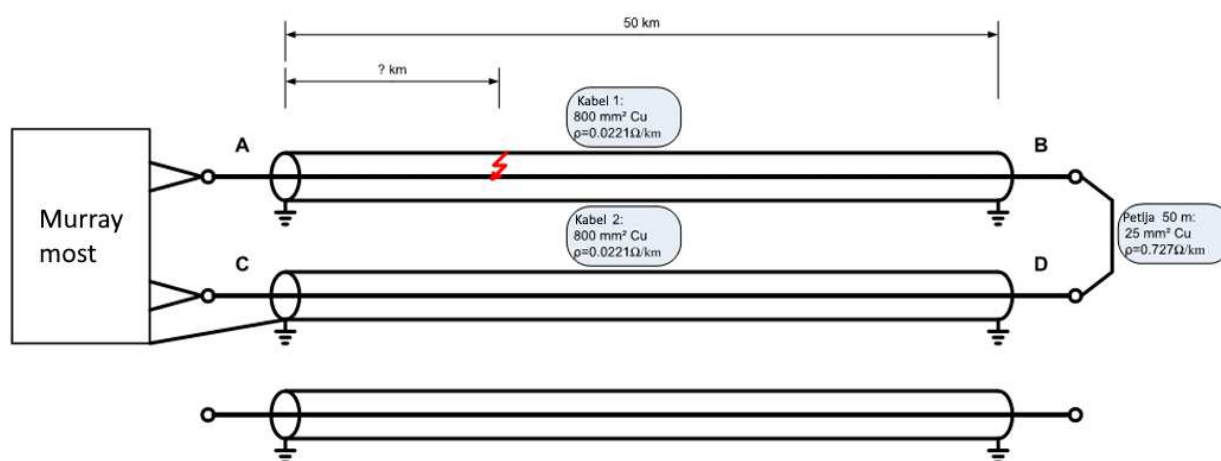 50 km
? km
Kabel 1:
800 mm² Cu
ρ=0.0221Ω/km
A
B
Murray
most
Kabel 2:
800 mm² Cu
ρ=0.0221Ω/km
Petlja 50 m:
25 mm² Cu
ρ=0.727Ω/km
C
D